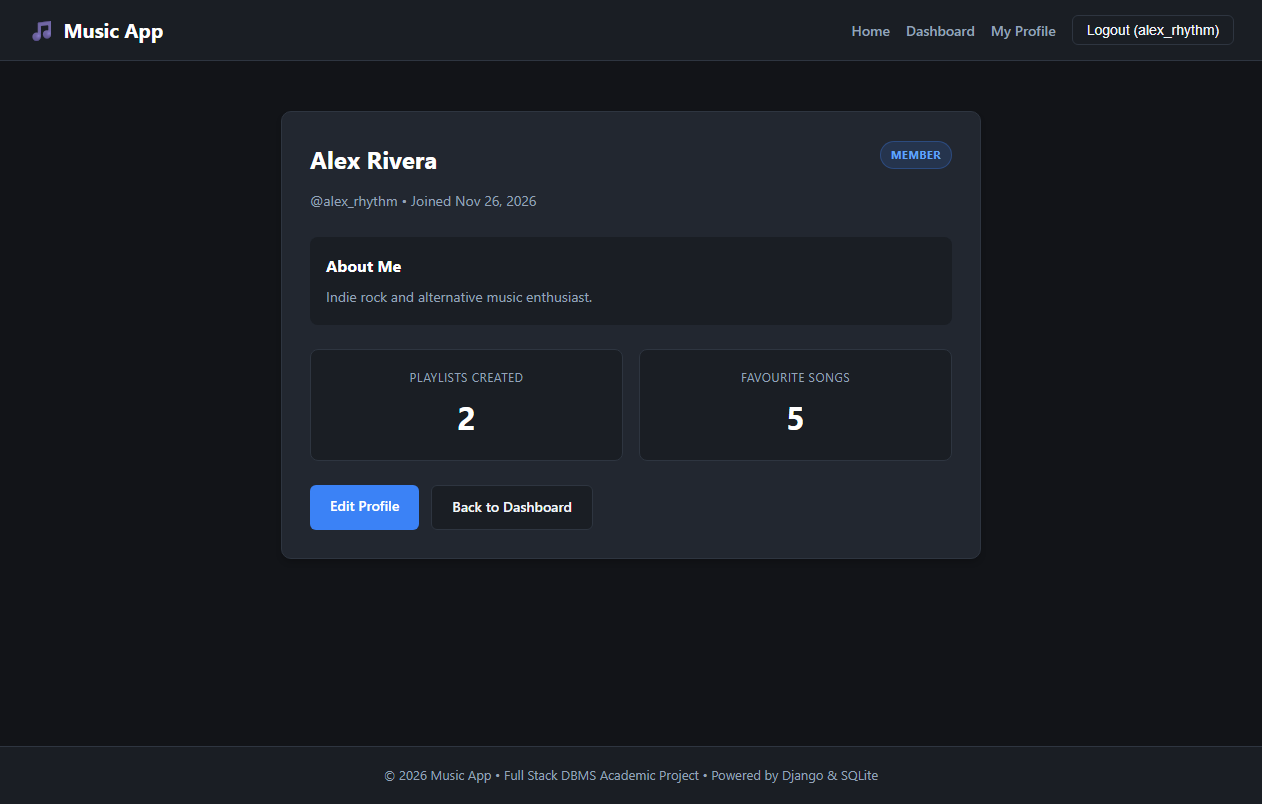 Music App
Home Dashboard My Profile Logout (alex_rhythm)
Alex Rivera
MEMBER
@alex_rhythm • Joined Nov 26, 2026
About Me
Indie rock and alternative music enthusiast.
PLAYLISTS CREATED
2
FAVOURITE SONGS
5
Edit Profile Back to Dashboard
© 2026 Music App • Full Stack DBMS Academic Project • Powered by Django & SQLite